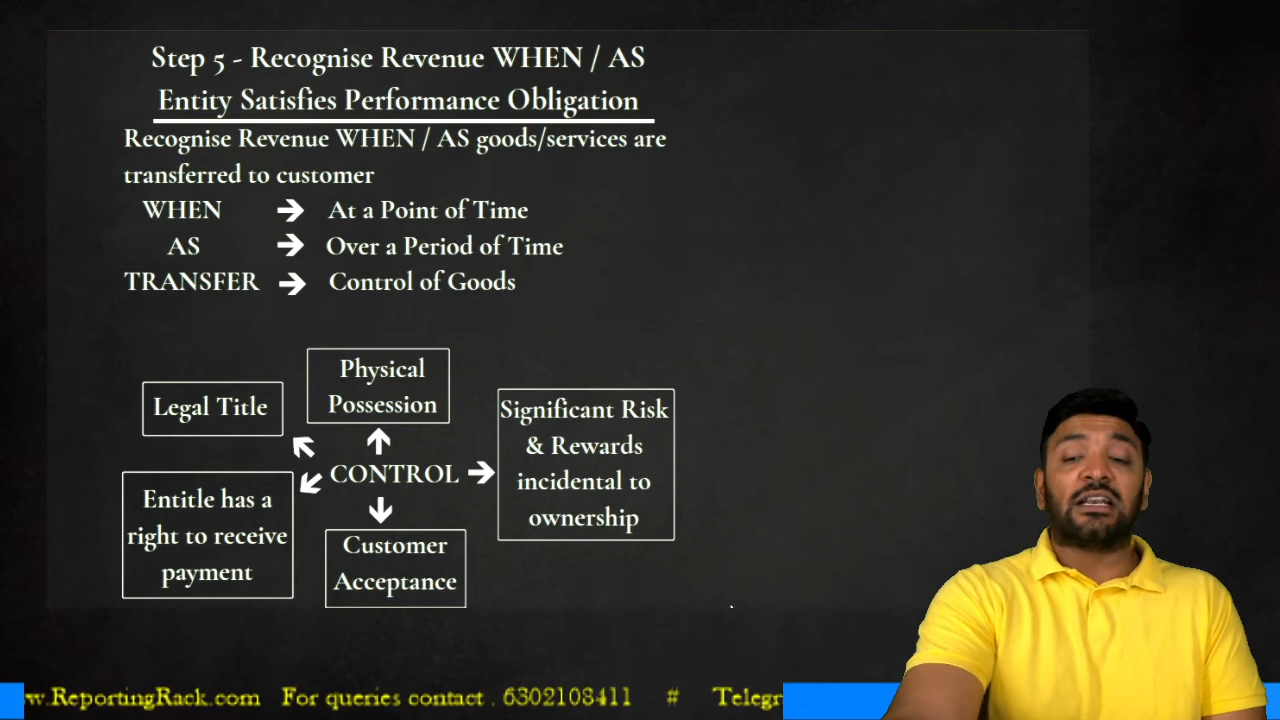 Step 5 - Recognise Revenue WHEN / AS
Entity Satisfies Performance Obligation
Recognise Revenue WHEN / AS goods/services are
transferred to customer
WHEN → At a Point of Time
AS → Over a Period of Time
TRANSFER → Control of Goods
Physical
Possession
Legal Title
Significant Risk
& Rewards
incidental to
ownership
CONTROL
Entitle has a
right to receive
payment
Customer
Acceptance
w.ReportingRack.com For queries contact . 6302108411 # Telegr